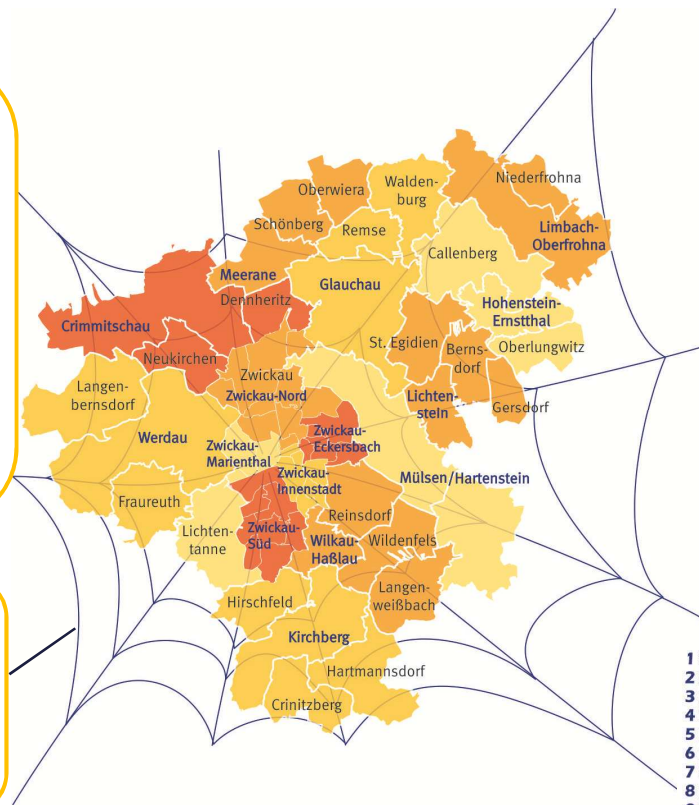 Niederfrohna
Oberwiera
Walden-
burg
Schönberg
Remse
Limbach-
Oberfrohna
Callenberg
Meerane
Glauchau
Dennheritz
Hohenstein-
Ernstthal
Crimmitschau
St. Egidien
Berns-
dorf
Oberlungwitz
Neukirchen
Zwickau
Zwickau-Nord
Langen-
bernsdorf
Lichten-
stein
Gersdorf
Werdau
Zwickau-
Eckersbach
Zwickau-
Marienthal
Zwickau-
Innenstadt
Mülsen/Hartenstein
Fraureuth
Reinsdorf
Lichten-
tanne
Zwickau-
Süd
Wilkau-
Haßlau
Wildenfels
Langen-
weißbach
Hirschfeld
Kirchberg
Hartmannsdorf
Crinitzberg
1
2
3
4
5
6
7
8